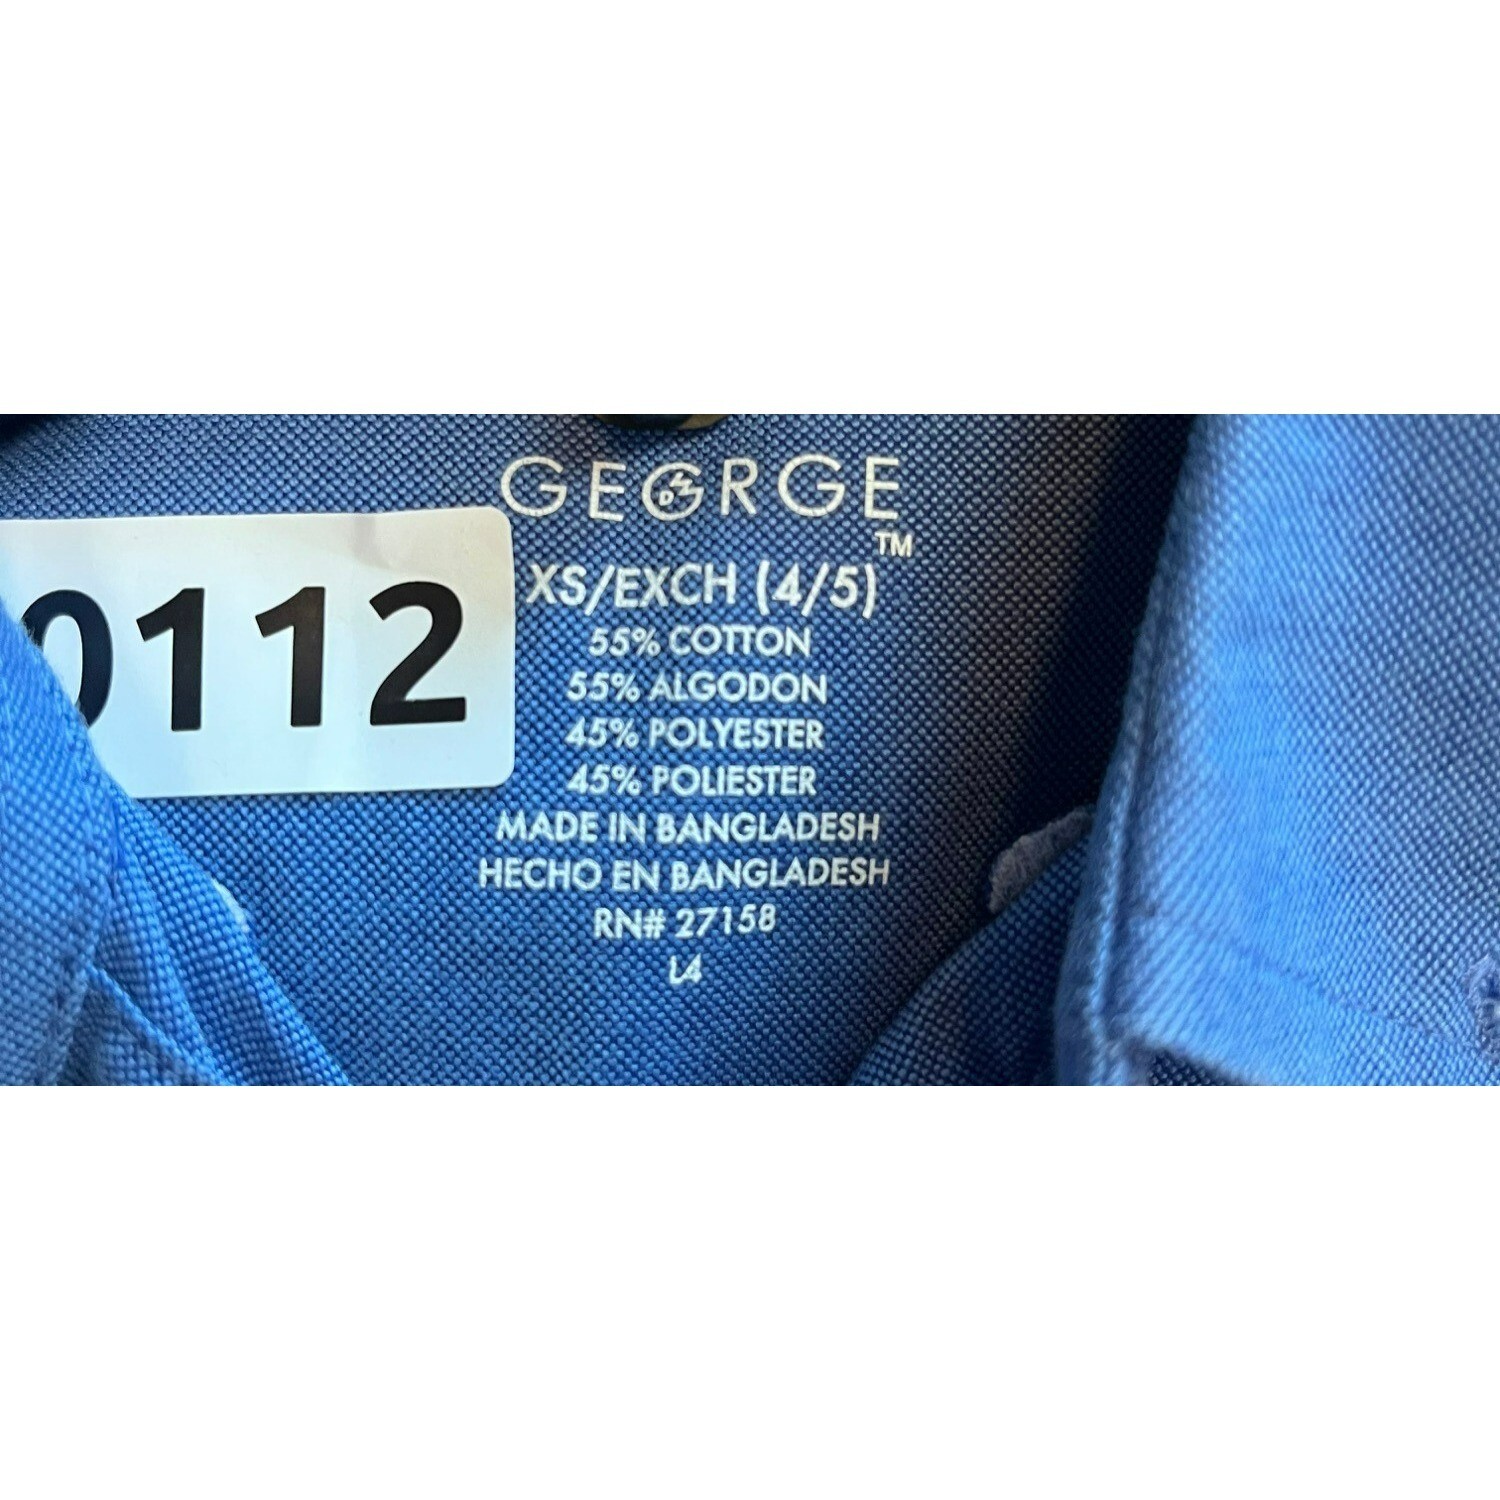 GEORGE
TM
XS/EXCH (4/5)
55% COTTON
55% ALGODON
45% POLYESTER
45% POLIESTER
MADE IN BANGLADESH
HECHO EN BANGLADESH
RN# 27158
L4
0112